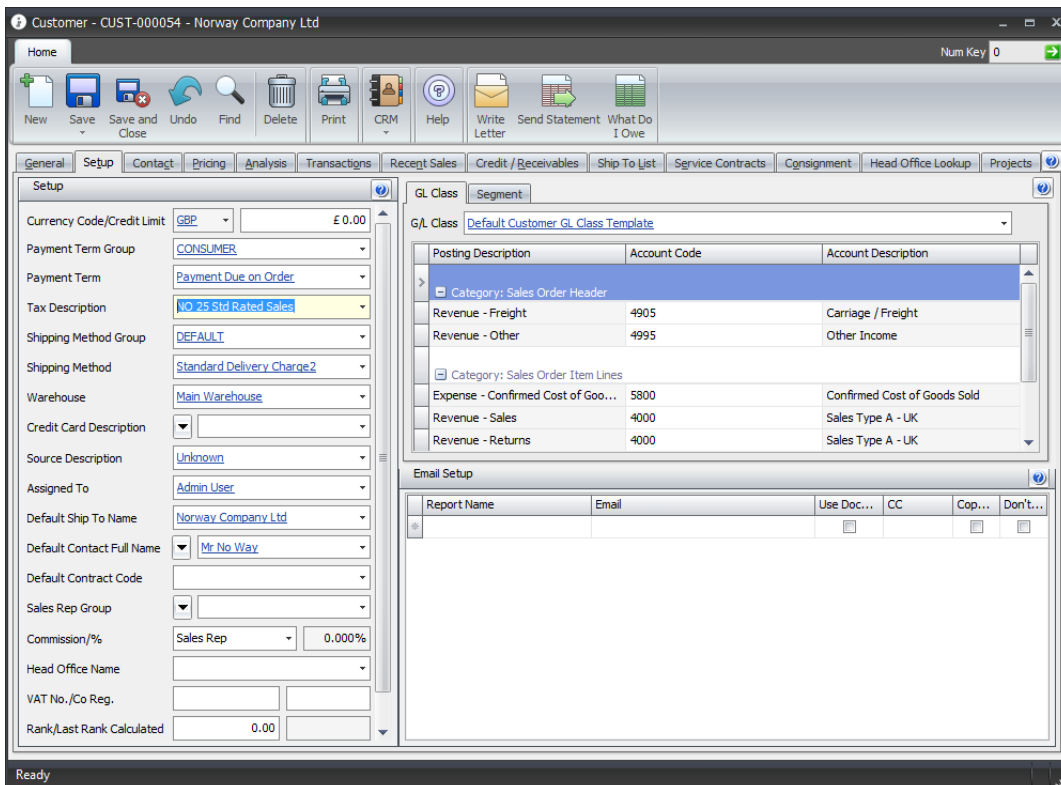 Customer - CUST-000054 - Norway Company Ltd
Home
Num Key 0
New
Save
Save and Close
Undo
Find
Delete
Print
CRM
Help
Write Letter
Send Statement
What Do I Owe
General Setup Contact Pricing Analysis Transactions Recent Sales Credit / Receivables Ship To List Service Contracts Consignment Head Office Lookup Projects
Setup
Currency Code/Credit Limit GBP £ 0.00
Payment Term Group CONSUMER
Payment Term Payment Due on Order
Tax Description NO 25 Std Rated Sales
Shipping Method Group DEFAULT
Shipping Method Standard Delivery Charge2
Warehouse Main Warehouse
Credit Card Description
Source Description Unknown
Assigned To Admin User
Default Ship To Name Norway Company Ltd
Default Contact Full Name Mr No Way
Default Contract Code
Sales Rep Group
Commission/% Sales Rep 0.000%
Head Office Name
VAT No./Co Reg.
Rank/Last Rank Calculated 0.00
GL Class Segment
G/L Class Default Customer GL Class Template
Posting Description Account Code Account Description
Category: Sales Order Header
Revenue - Freight 4905 Carriage / Freight
Revenue - Other 4995 Other Income
Category: Sales Order Item Lines
Expense - Confirmed Cost of Goo... 5800 Confirmed Cost of Goods Sold
Revenue - Sales 4000 Sales Type A - UK
Revenue - Returns 4000 Sales Type A - UK
Email Setup
Report Name Email Use Doc... CC Cop... Don't...
Ready